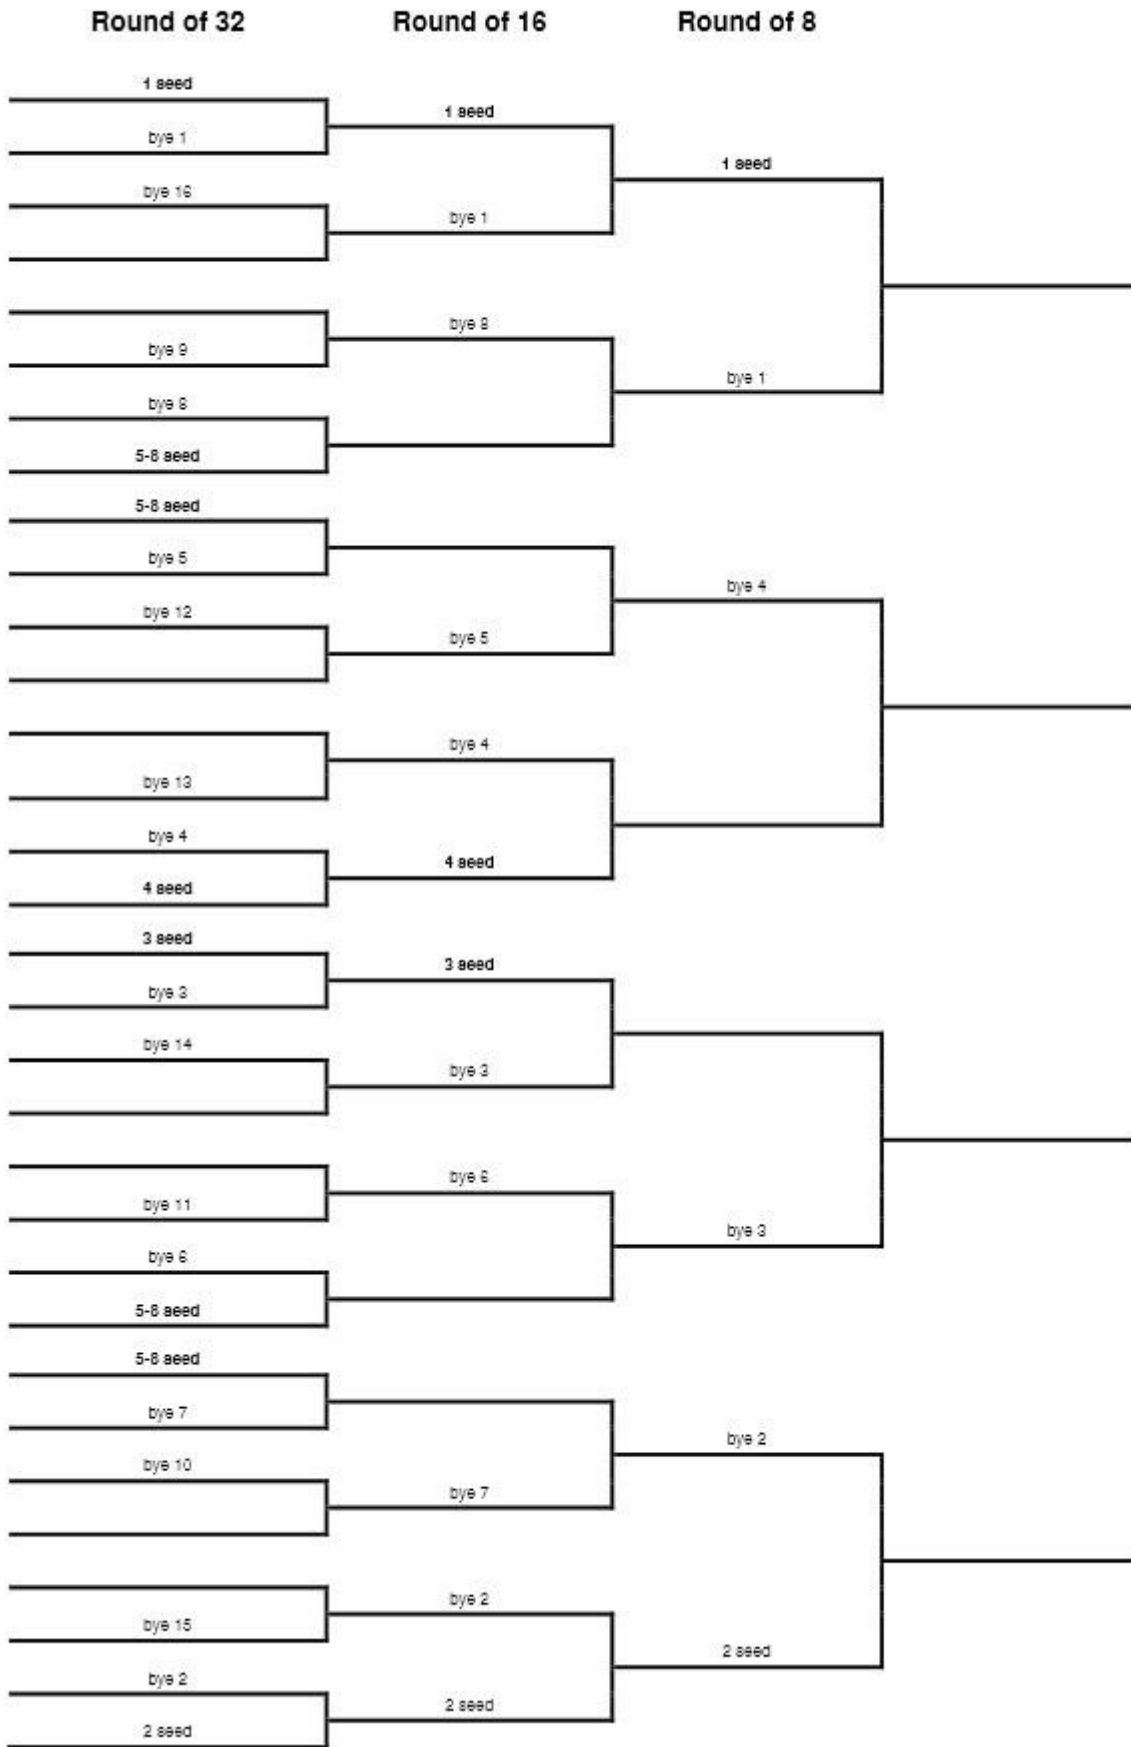 Round of 32
Round of 16
Round of 8
1 seed
bye 1
bye 16
bye 9
bye 8
5-8 seed
5-8 seed
bye 5
bye 12
bye 13
bye 4
4 seed
3 seed
bye 3
bye 14
bye 11
bye 6
5-8 seed
5-8 seed
bye 7
bye 10
bye 15
bye 2
2 seed
1 seed
bye 1
bye 8
bye 5
bye 4
4 seed
3 seed
bye 3
bye 6
bye 7
bye 2
2 seed
1 seed
bye 1
bye 4
bye 3
bye 2
2 seed